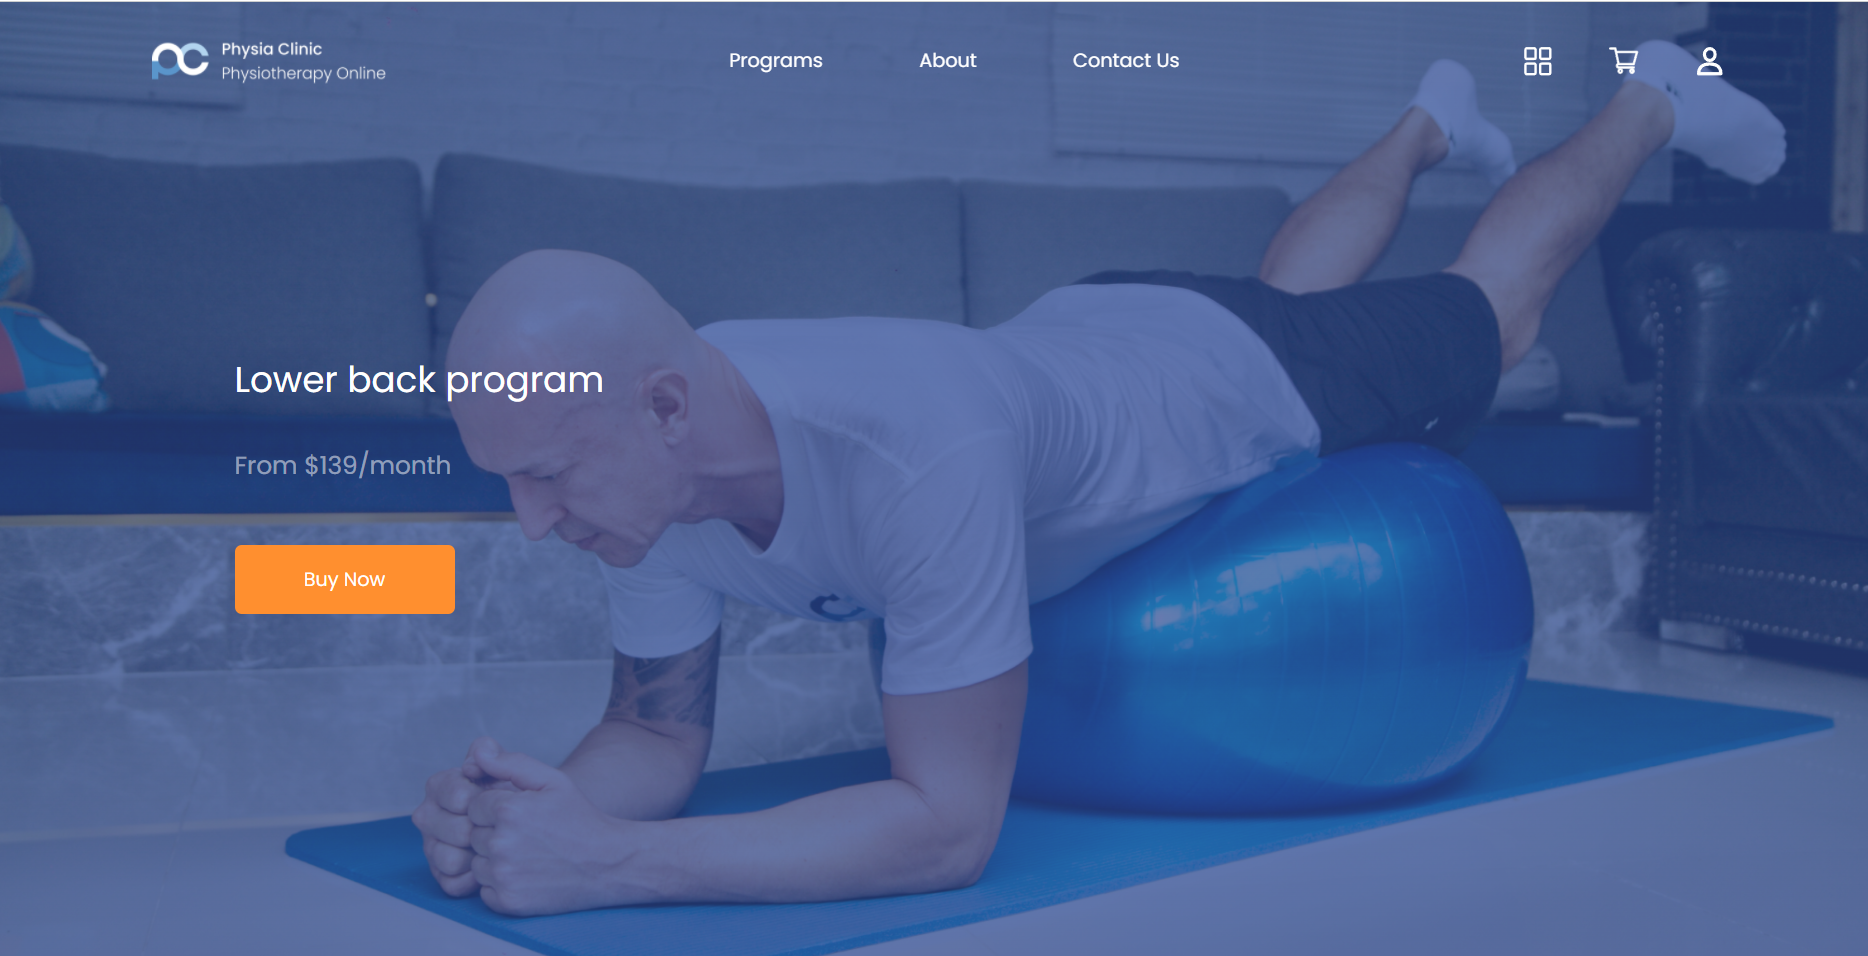 Physia Clinic
Physiotherapy Online
Programs
About
Contact Us
Lower back program
From $139/month
Buy Now